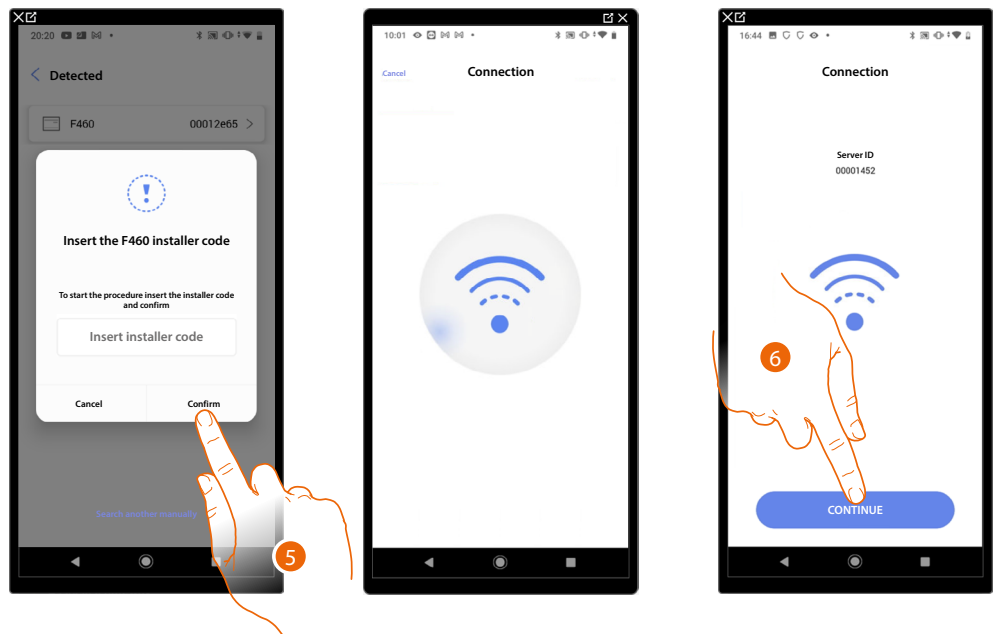 20:20
Detected
F460 00012e65
Insert the F460 installer code
To start the procedure insert the installer code
and confirm
Insert installer code
Cancel Confirm
Search another manually
5
10:01
Cancel Connection
16:44
Connection
Server ID
00001452
6
CONTINUE